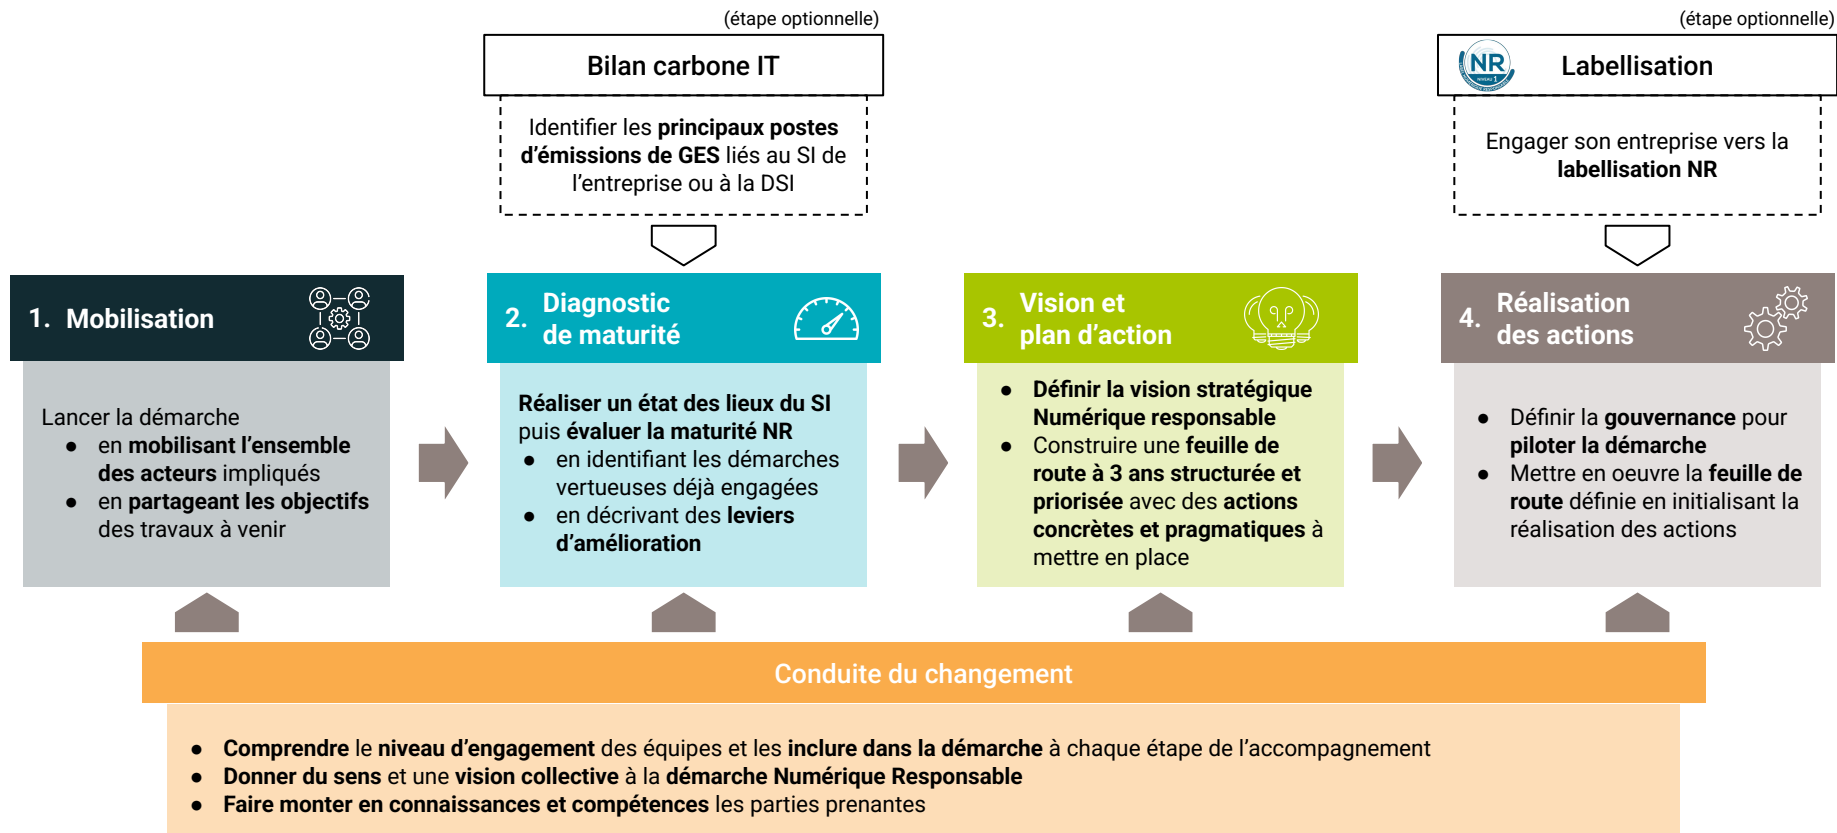 (étape optionnelle)
Bilan carbone IT
Identifier les principaux postes
d'émissions de GES liés au SI de
l'entreprise ou à la DSI
(étape optionnelle)
NR
NIVEAU 1
Labellisation
Engager son entreprise vers la
labellisation NR
1. Mobilisation
Lancer la démarche
● en mobilisant l'ensemble
des acteurs impliqués
● en partageant les objectifs
des travaux à venir
2. Diagnostic
de maturité
Réaliser un état des lieux du SI
puis évaluer la maturité NR
● en identifiant les démarches
vertueuses déjà engagées
● en décrivant des leviers
d'amélioration
3. Vision et
plan d'action
● Définir la vision stratégique
Numérique responsable
● Construire une feuille de
route à 3 ans structurée et
priorisée avec des actions
concrètes et pragmatiques à
mettre en place
4. Réalisation
des actions
● Définir la gouvernance pour
piloter la démarche
● Mettre en oeuvre la feuille de
route définie en initialisant la
réalisation des actions
Conduite du changement
● Comprendre le niveau d'engagement des équipes et les inclure dans la démarche à chaque étape de l'accompagnement
● Donner du sens et une vision collective à la démarche Numérique Responsable
● Faire monter en connaissances et compétences les parties prenantes